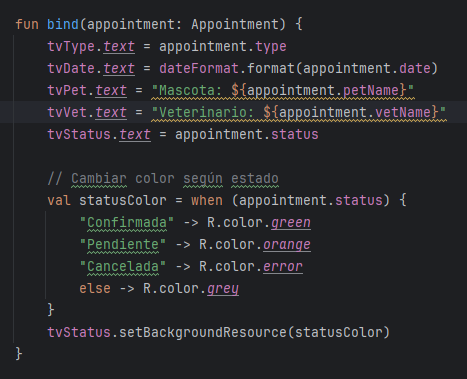 fun bind(appointment: Appointment) {
    tvType.text = appointment.type
    tvDate.text = dateFormat.format(appointment.date)
    tvPet.text = "Mascota: ${appointment.petName}"
    tvVet.text = "Veterinario: ${appointment.vetName}"
    tvStatus.text = appointment.status

    // Cambiar color según estado
    val statusColor = when (appointment.status) {
        "Confirmada" -> R.color.green
        "Pendiente" -> R.color.orange
        "Cancelada" -> R.color.error
        else -> R.color.grey
    }
    tvStatus.setBackgroundResource(statusColor)
}